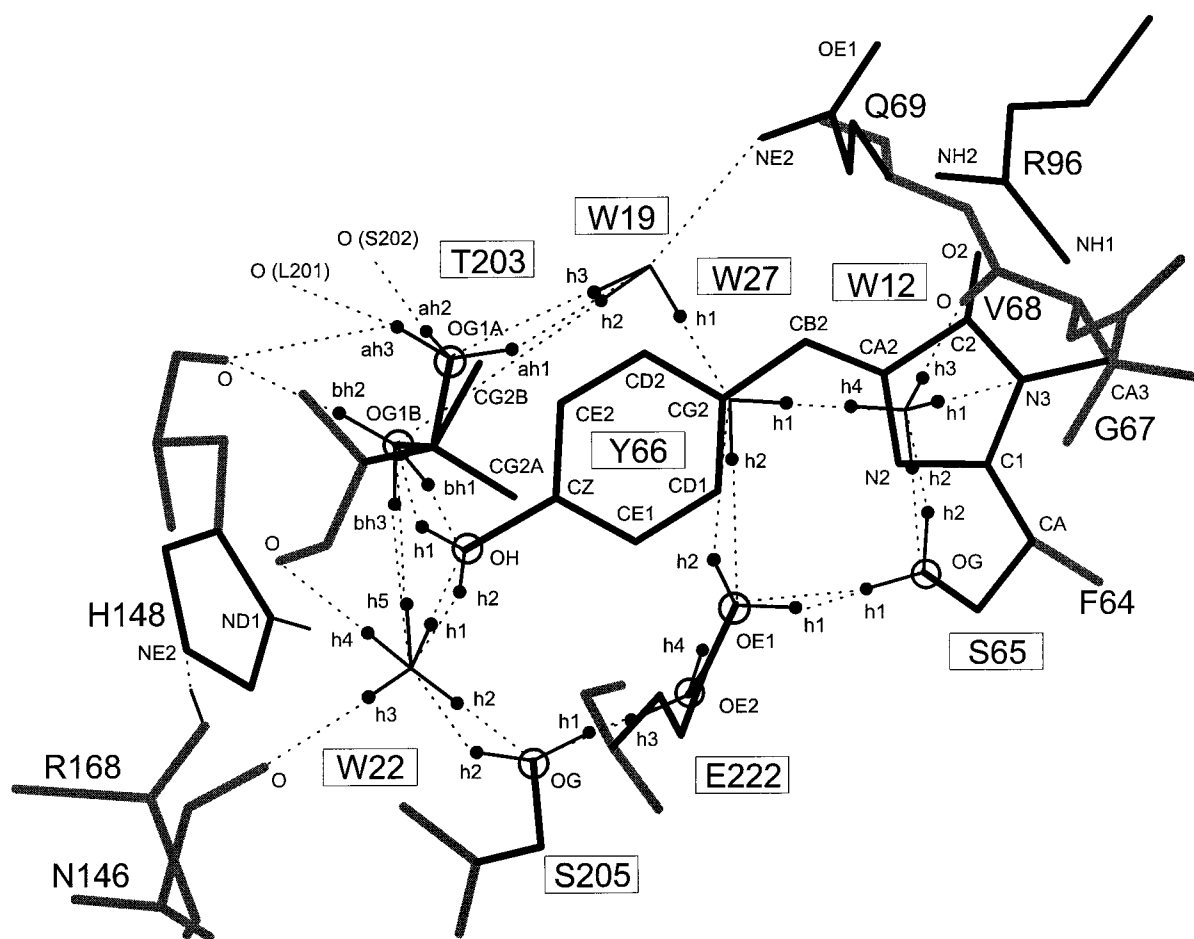 OE1
Q69
NE2
NH2
R96
W19
O (S202)
NH1
O (L201)
T203
W27
W12
O2
h3
h2
O
V68
ah2
OG1A
h1
CB2
CA2
C2
ah3
ah1
CD2
h3
O
CG2B
h4
h1
N3
CA3
bh2
CE2
CG2
h1
OG1B
G67
Y66
h2
CG2A
N2
C1
h2
bh1
CZ
CD1
bh3
CE1
h2
CA
h1
OH
O
h2
OG
h5
h2
h1
F64
H148
ND1
h4
h1
OE1
h1
S65
NE2
h4
h2
OE2
h3
h1
h3
R168
W22
h2
E222
O
OG
N146
S205